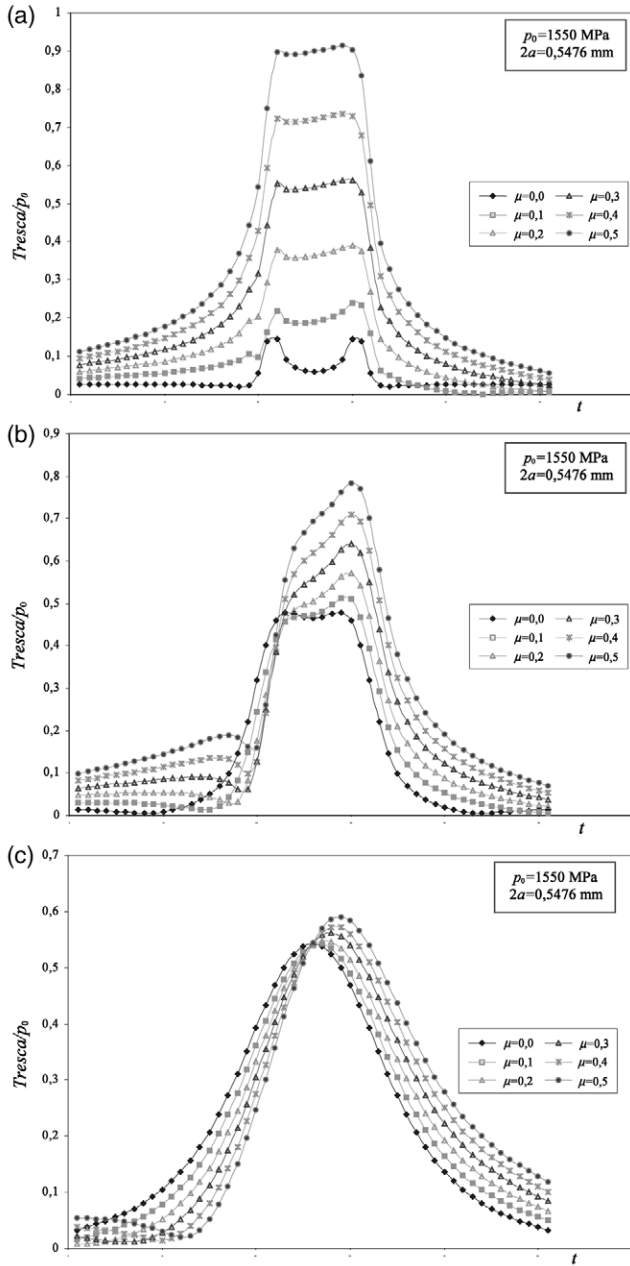 (a)
1
0,9
0,8
0,7
0,6
0,5
0,4
0,3
0,2
0,1
0
Tresca/p₀
p₀=1550 MPa
2a=0,5476 mm
μ=0,0
μ=0,3
μ=0,1
μ=0,4
μ=0,2
μ=0,5
t
(b)
0,9
0,8
0,7
0,6
0,5
0,4
0,3
0,2
0,1
0
Tresca/p₀
p₀=1550 MPa
2a=0,5476 mm
μ=0,0
μ=0,3
μ=0,1
μ=0,4
μ=0,2
μ=0,5
t
(c)
0,7
0,6
0,5
0,4
0,3
0,2
0,1
0
Tresca/p₀
p₀=1550 MPa
2a=0,5476 mm
μ=0,0
μ=0,3
μ=0,1
μ=0,4
μ=0,2
μ=0,5
t